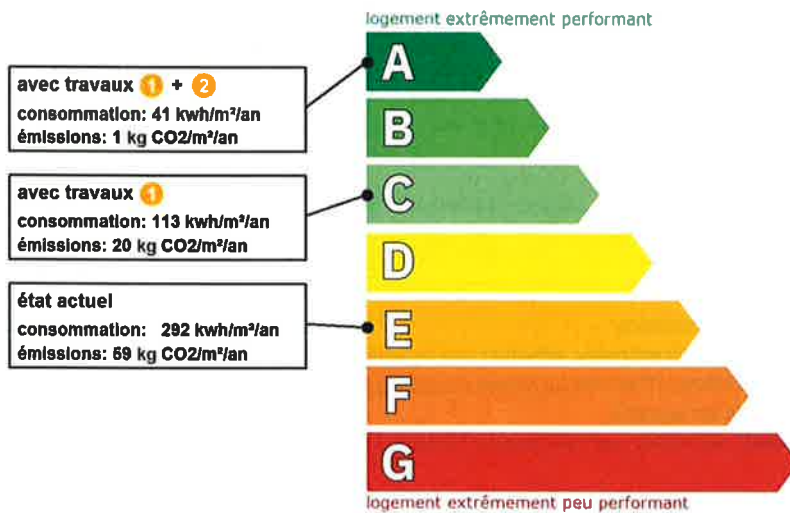 logement extrêmement performant
A
avec travaux 1 + 2
consommation: 41 kwh/m²/an
émissions: 1 kg CO2/m²/an
B
avec travaux 1
consommation: 113 kwh/m²/an
émissions: 20 kg CO2/m²/an
C
D
état actuel
consommation: 292 kwh/m²/an
émissions: 59 kg CO2/m²/an
E
F
G
logement extrêmement peu performant